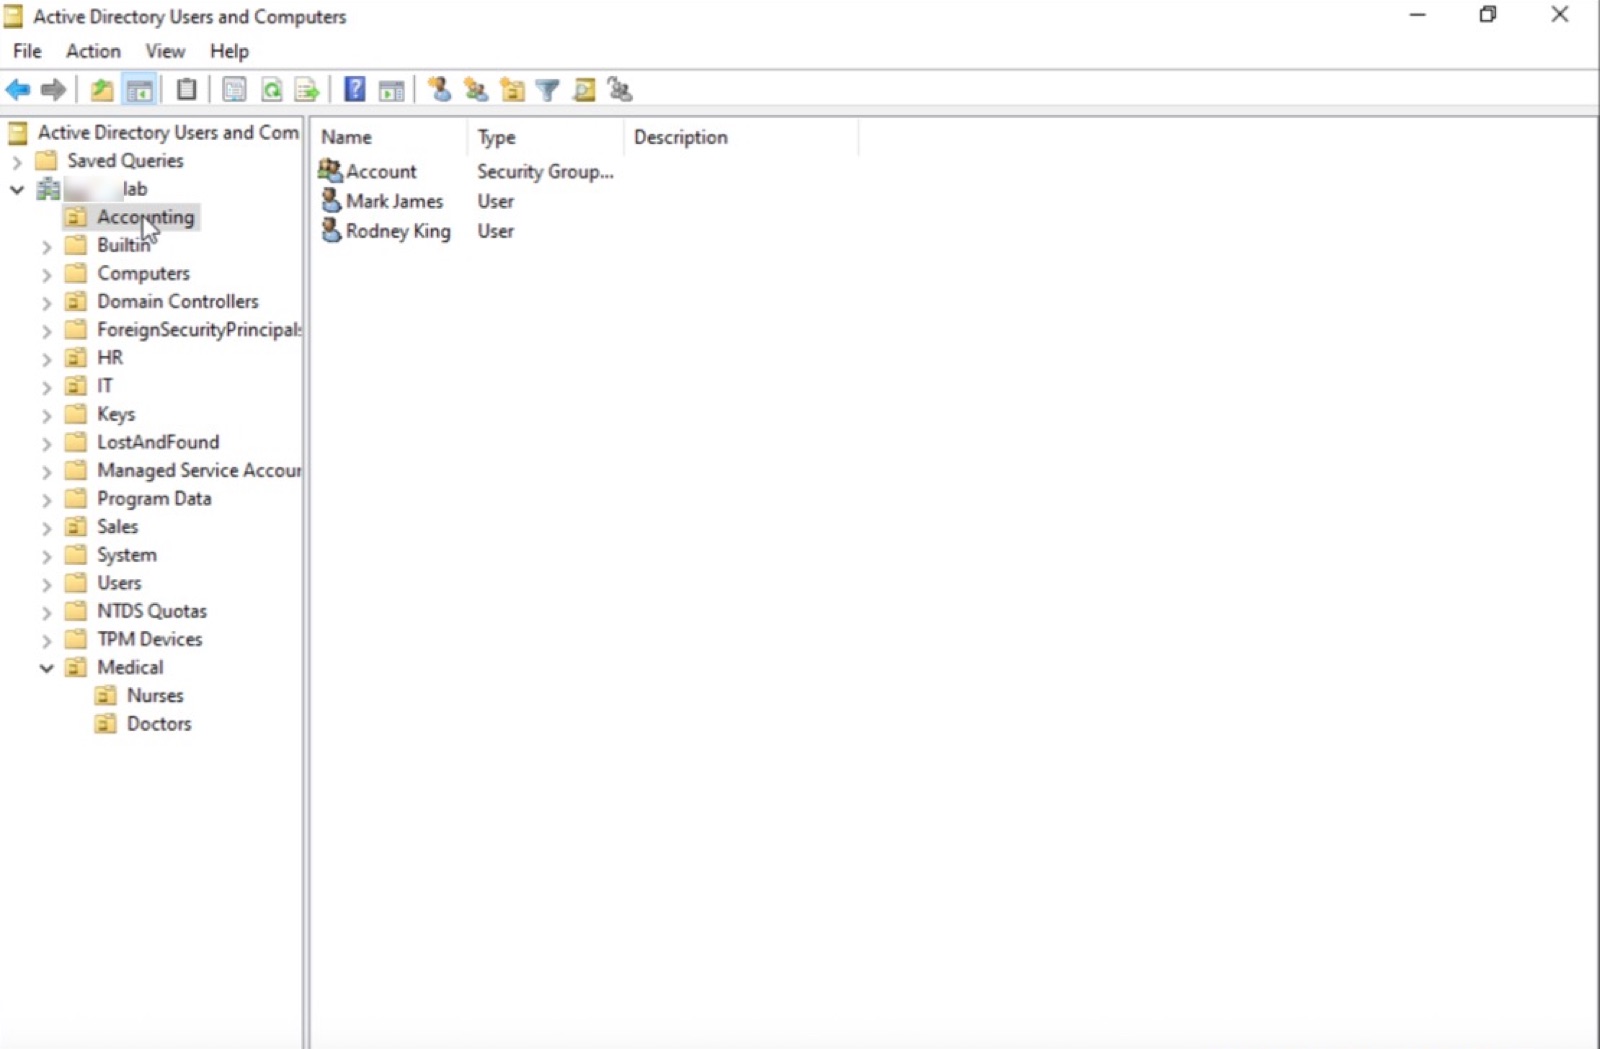 Active Directory Users and Computers
File Action View Help
Active Directory Users and Com
Saved Queries
lab
Accounting
Builtin
Computers
Domain Controllers
ForeignSecurityPrincipals
HR
IT
Keys
LostAndFound
Managed Service Accour
Program Data
Sales
System
Users
NTDS Quotas
TPM Devices
Medical
Nurses
Doctors
Name Type Description
Account Security Group...
Mark James User
Rodney King User